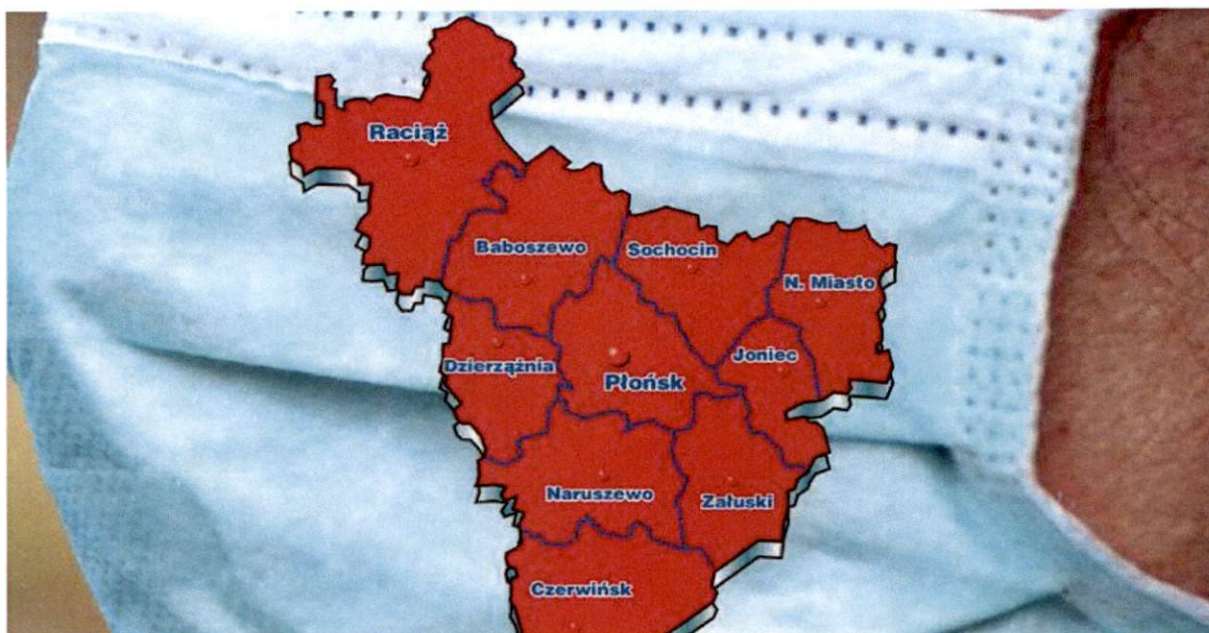 Raciąż
Baboszewo
Sochocin
N. Miasto
Dzierzążnia
Płońsk
Joniec
Naruszewo
Załuski
Czerwińsk